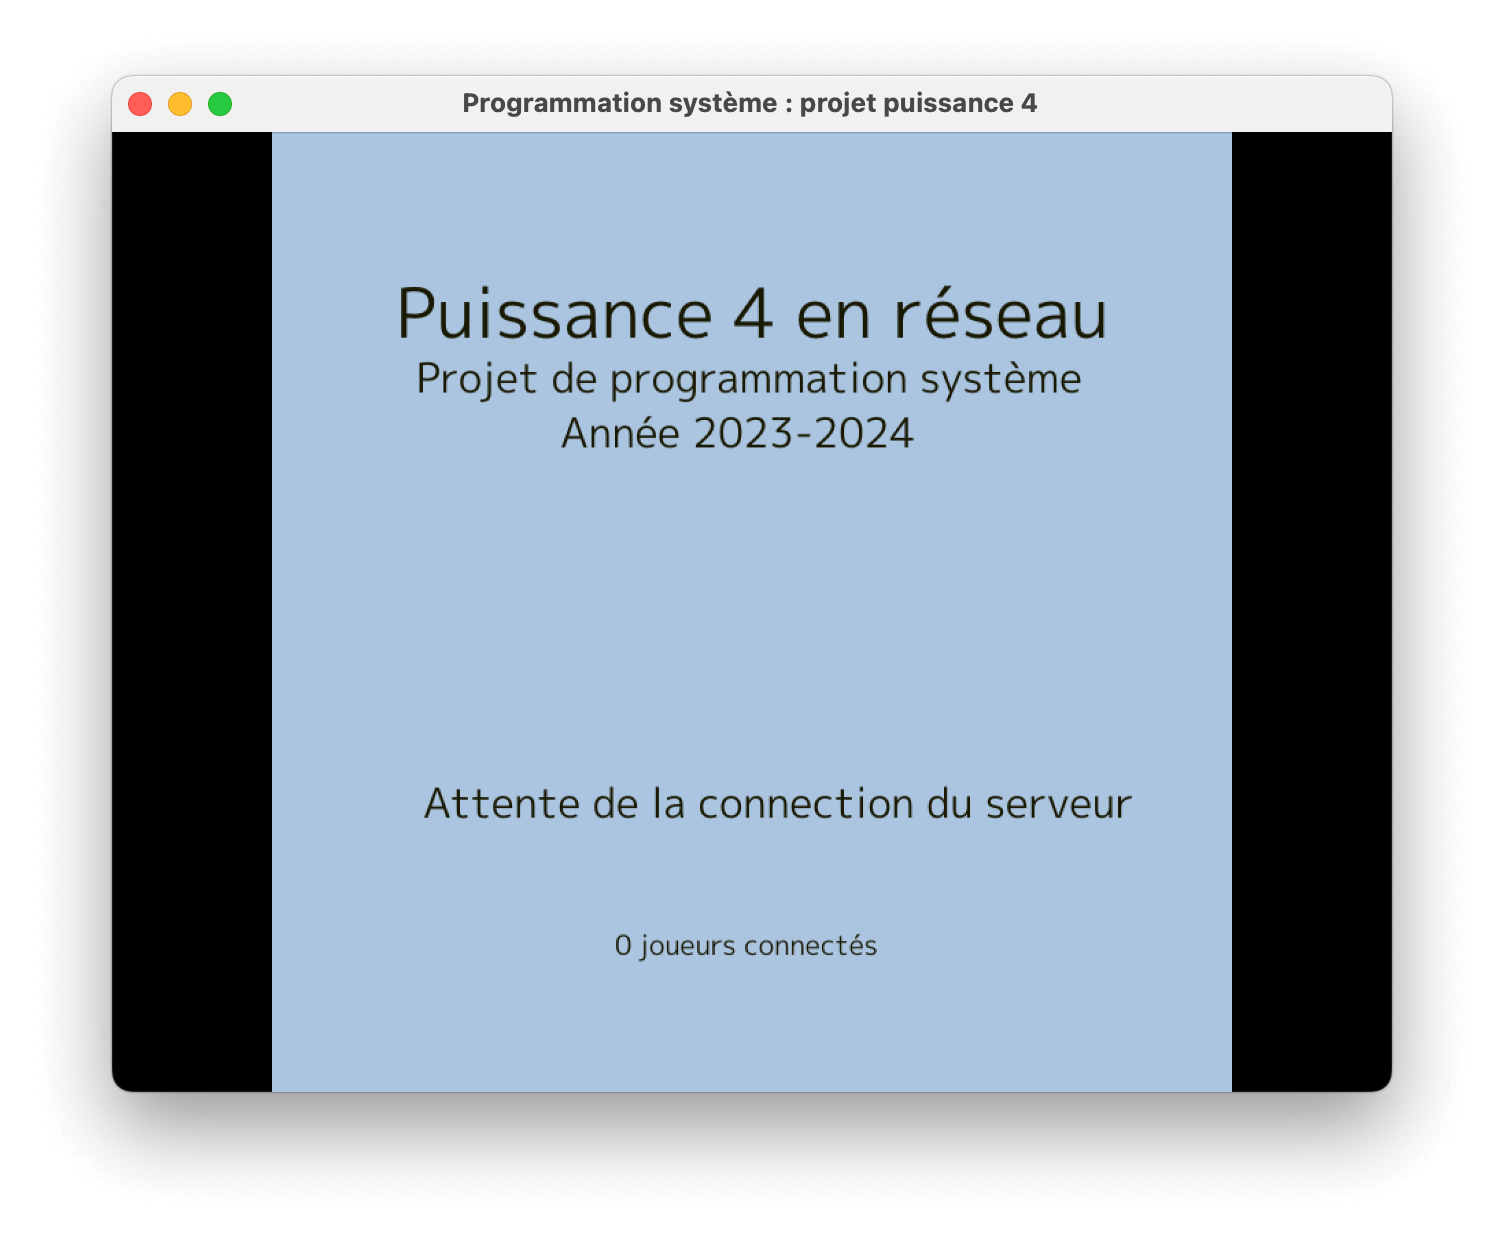 Programmation système : projet puissance 4
Puissance 4 en réseau
Projet de programmation système
Année 2023-2024
Attente de la connection du serveur
0 joueurs connectés